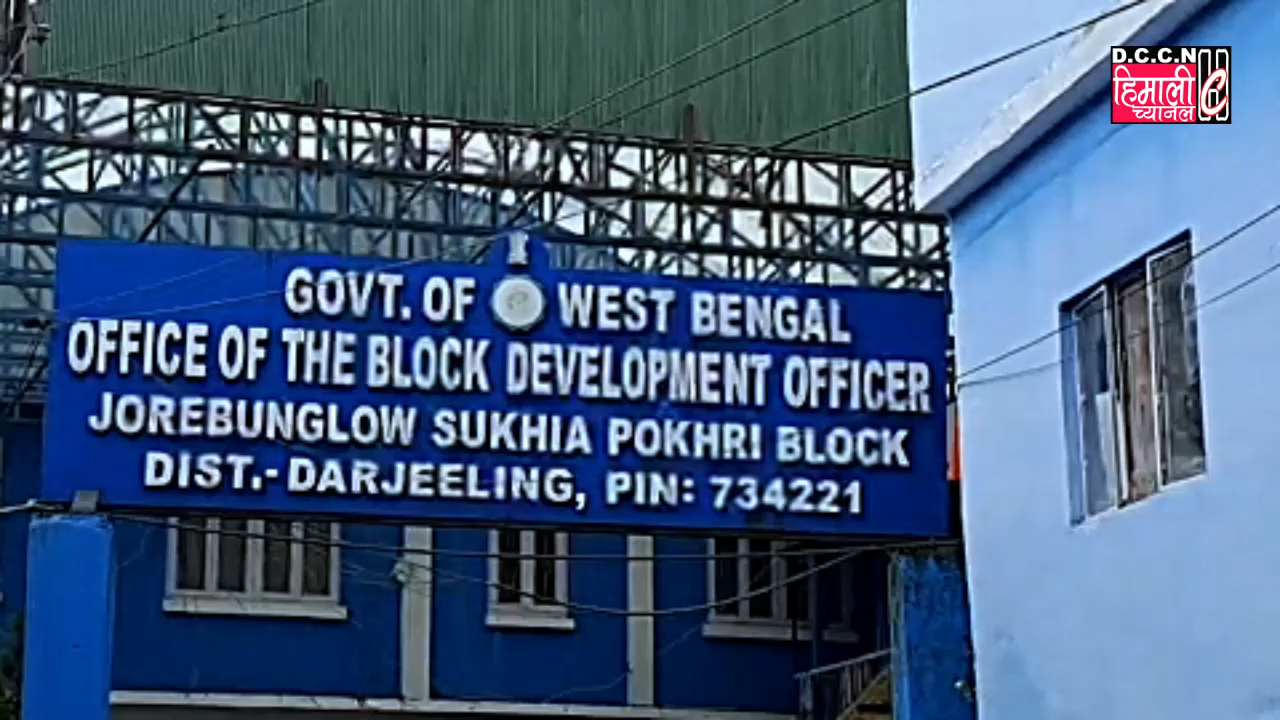 D.C.C.N
हिमाली
च्यानल
GOVT. OF WEST BENGAL
OFFICE OF THE BLOCK DEVELOPMENT OFFICER
JOREBUNGLOW SUKHIA POKHRI BLOCK
DIST.- DARJEELING, PIN: 734221